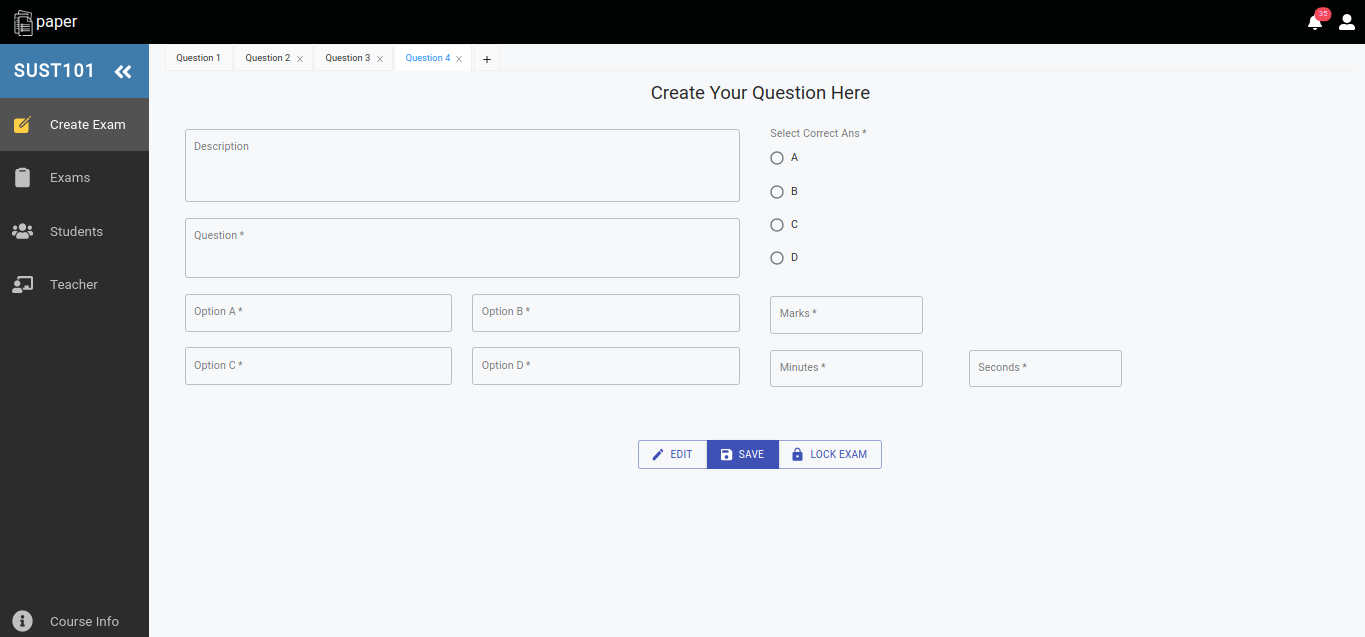 paper
35
SUST101
Question 1 Question 2 Question 3 Question 4
Create Exam
Exams
Students
Teacher
Course Info
Create Your Question Here
Description
Question *
Option A *
Option B *
Option C *
Option D *
Select Correct Ans *
A
B
C
D
Marks *
Minutes *
Seconds *
EDIT SAVE LOCK EXAM